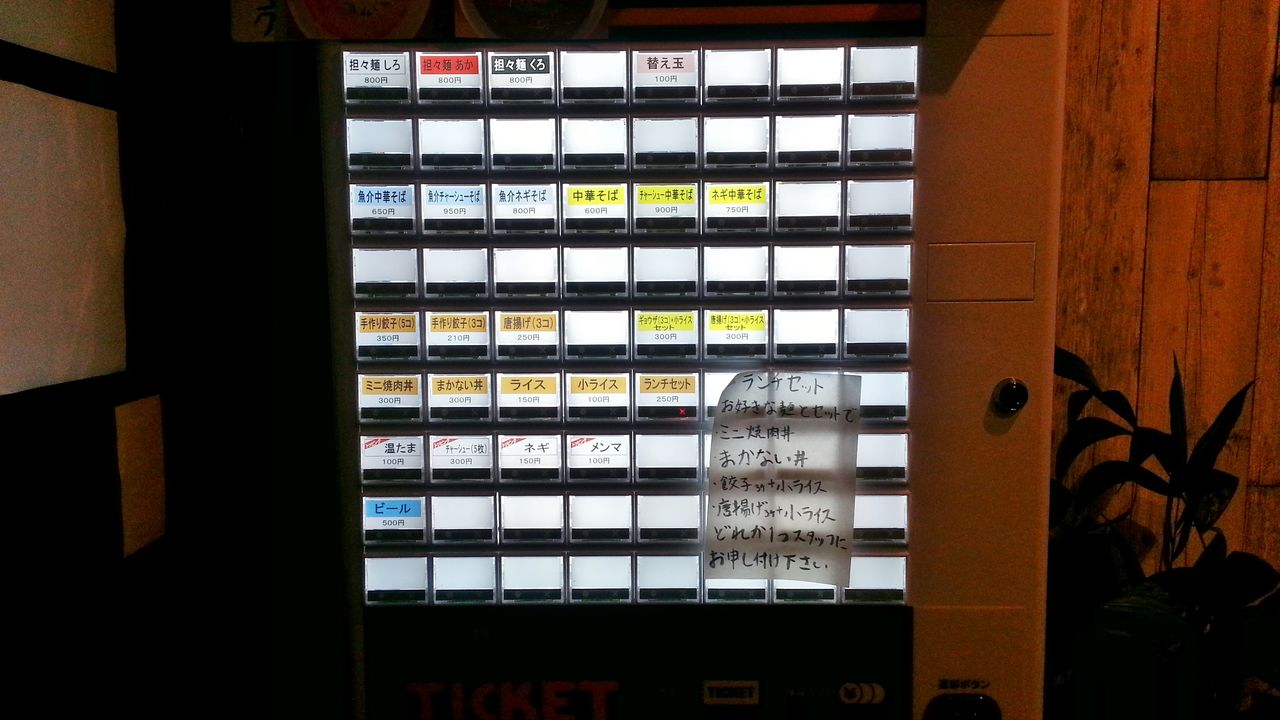 担々麺 しろ
800円
担々麺 あか
800円
担々麺 くろ
800円
替え玉
100円
魚介中華そば
650円
魚介チャーシューそば
950円
魚介ネギそば
800円
中華そば
600円
チャーシュー中華そば
900円
ネギ中華そば
750円
手作り餃子(5コ)
350円
手作り餃子(3コ)
210円
唐揚げ(3コ)
250円
ギョウザ(3コ)+小ライス
セット
300円
唐揚げ(3コ)+小ライス
セット
300円
ミニ焼肉丼
300円
まかない丼
300円
ライス
150円
小ライス
100円
ランチセット
250円
温たま
100円
チャーシュー(5枚)
300円
ネギ
150円
メンマ
100円
ビール
500円
・ランチセット
お好きな麺とセットで
・ミニ焼肉丼
・まかない丼
・餃子3ケ+小ライス
・唐揚げ3ケ+小ライス
どれか1つスタッフに
お申し付け下さい。
TICKET
TICKET
返却ボタン